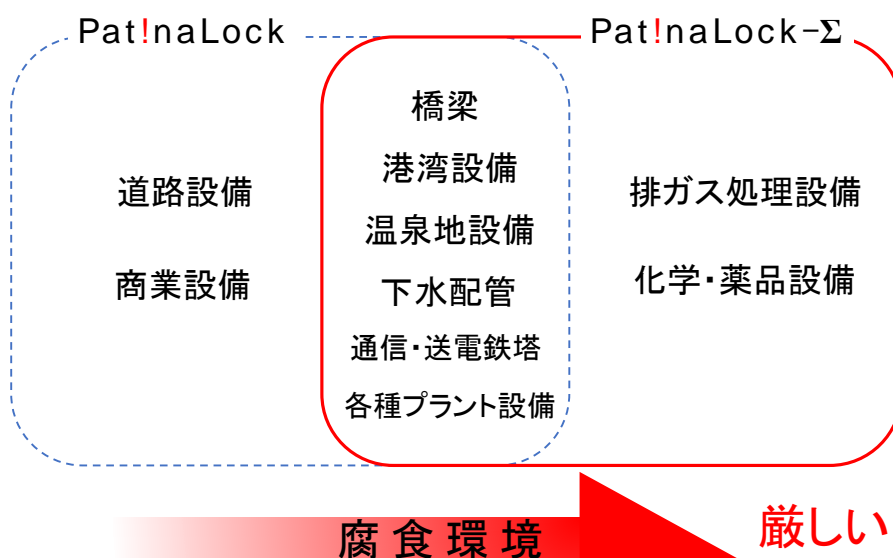 Pat!naLock
Pat!naLock-Σ
道路設備
商業設備
橋梁
港湾設備
温泉地設備
下水配管
通信・送電鉄塔
各種プラント設備
排ガス処理設備
化学・薬品設備
腐食環境
厳しい